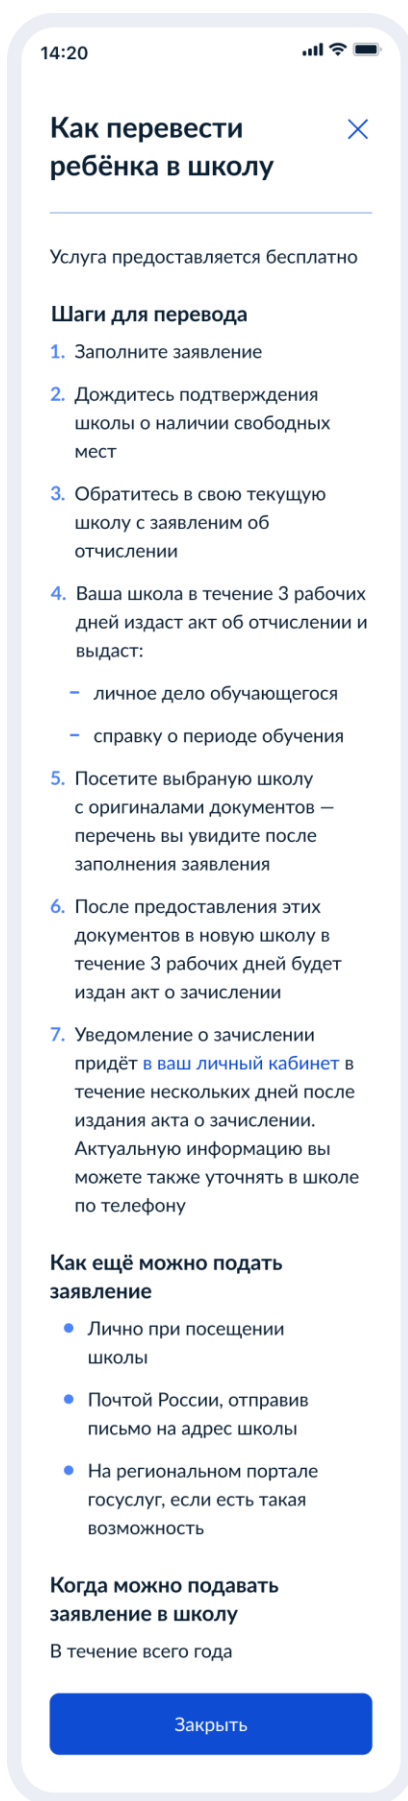 14:20
Как перевести
ребёнка в школу
Услуга предоставляется бесплатно
Шаги для перевода
1. Заполните заявление
2. Дождитесь подтверждения
школы о наличии свободных
мест
3. Обратитесь в свою текущую
школу с заявленим об
отчислении
4. Ваша школа в течение 3 рабочих
дней издаст акт об отчислении и
выдаст:
– личное дело обучающегося
– справку о периоде обучения
5. Посетите выбраную школу
с оригиналами документов —
перечень вы увидите после
заполнения заявления
6. После предоставления этих
документов в новую школу в
течение 3 рабочих дней будет
издан акт о зачислении
7. Уведомление о зачислении
придёт в ваш личный кабинет в
течение нескольких дней после
издания акта о зачислении.
Актуальную информацию вы
можете также уточнять в школе
по телефону
Как ещё можно подать
заявление
• Лично при посещении
школы
• Почтой России, отправив
письмо на адрес школы
• На региональном портале
госуслуг, если есть такая
возможность
Когда можно подавать
заявление в школу
В течение всего года
Закрыть